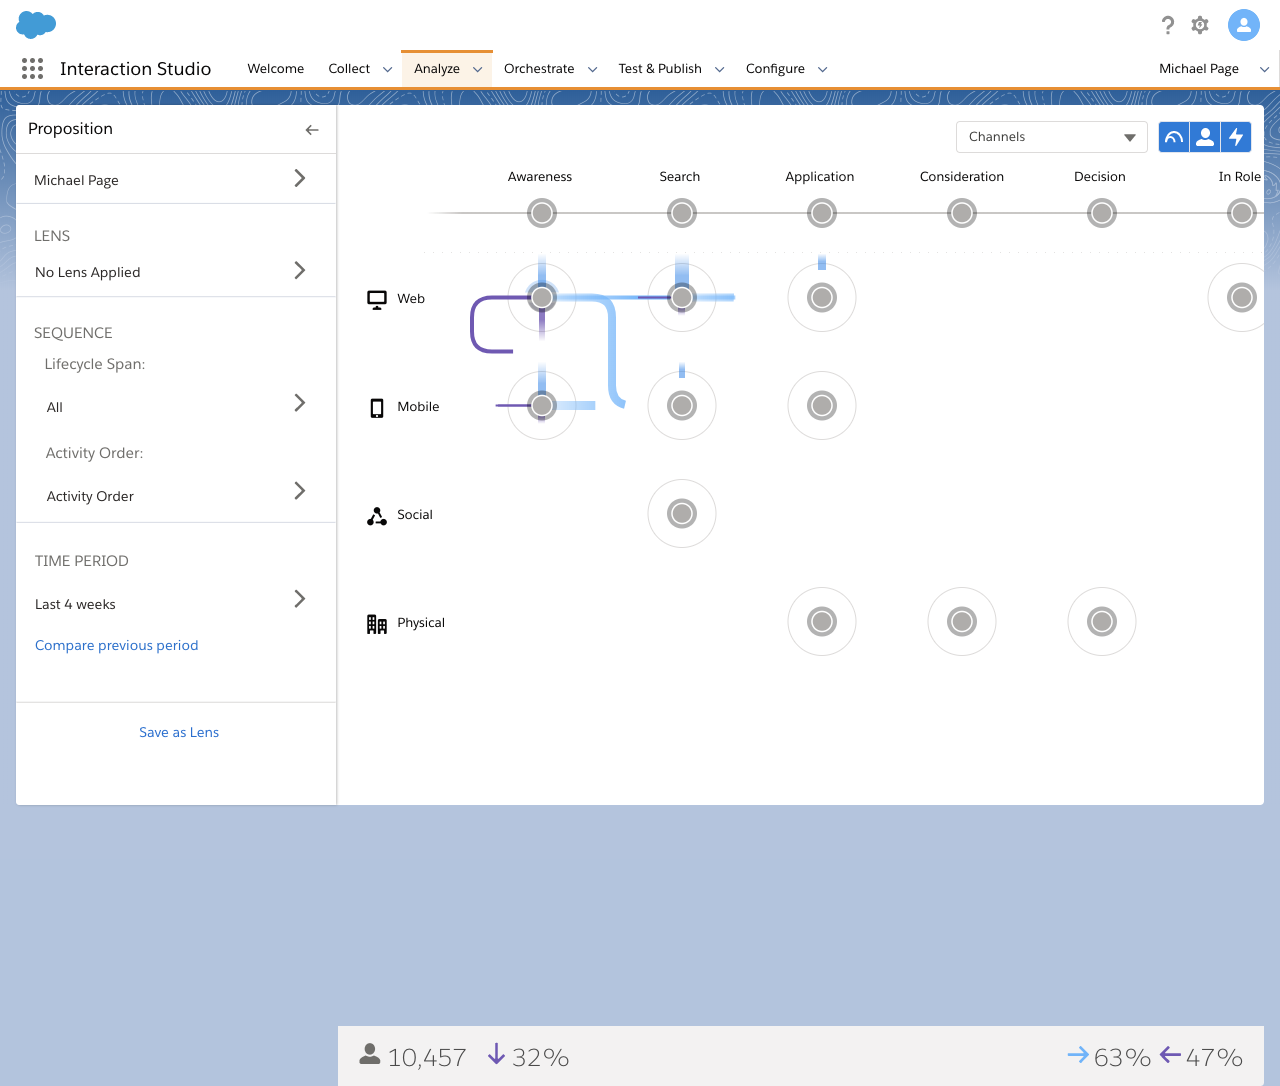 Interaction Studio
Welcome
Collect
Analyze
Orchestrate
Test & Publish
Configure
Michael Page
Proposition
Michael Page
LENS
No Lens Applied
SEQUENCE
Lifecycle Span:
All
Activity Order:
Activity Order
TIME PERIOD
Last 4 weeks
Compare previous period
Save as Lens
Channels
Awareness
Search
Application
Consideration
Decision
In Role
Web
Mobile
Social
Physical
10,457
32%
63%
47%